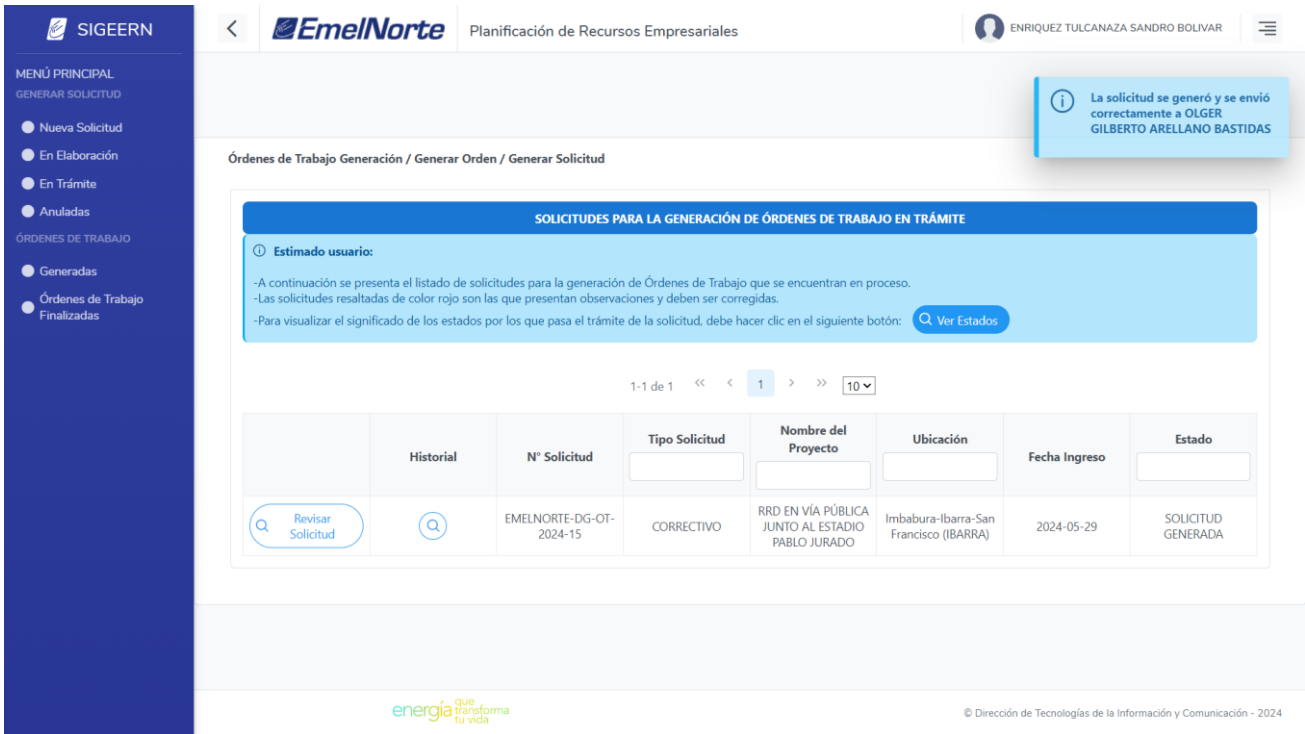 SIGEERN
EmelNorte
Planificación de Recursos Empresariales
ENRIQUEZ TULCANAZA SANDRO BOLIVAR
MENÚ PRINCIPAL
GENERAR SOLICITUD
Nueva Solicitud
En Elaboración
En Trámite
Anuladas
ÓRDENES DE TRABAJO
Generadas
Órdenes de Trabajo
Finalizadas
La solicitud se generó y se envió
correctamente a OLGER
GILBERTO ARELLANO BASTIDAS
Órdenes de Trabajo Generación / Generar Orden / Generar Solicitud
SOLICITUDES PARA LA GENERACIÓN DE ÓRDENES DE TRABAJO EN TRÁMITE
Estimado usuario:
-A continuación se presenta el listado de solicitudes para la generación de Órdenes de Trabajo que se encuentran en proceso.
-Las solicitudes resaltadas de color rojo son las que presentan observaciones y deben ser corregidas.
-Para visualizar el significado de los estados por los que pasa el trámite de la solicitud, debe hacer clic en el siguiente botón:
Ver Estados
1-1 de 1 << < 1 > >> 10
Historial
N° Solicitud
Tipo Solicitud
Nombre del
Proyecto
Ubicación
Fecha Ingreso
Estado
Revisar
Solicitud
EMELNORTE-DG-OT-
2024-15
CORRECTIVO
RRD EN VÍA PÚBLICA
JUNTO AL ESTADIO
PABLO JURADO
Imbabura-Ibarra-San
Francisco (IBARRA)
2024-05-29
SOLICITUD
GENERADA
energía
que
transforma
tu vida
© Dirección de Tecnologías de la Información y Comunicación - 2024